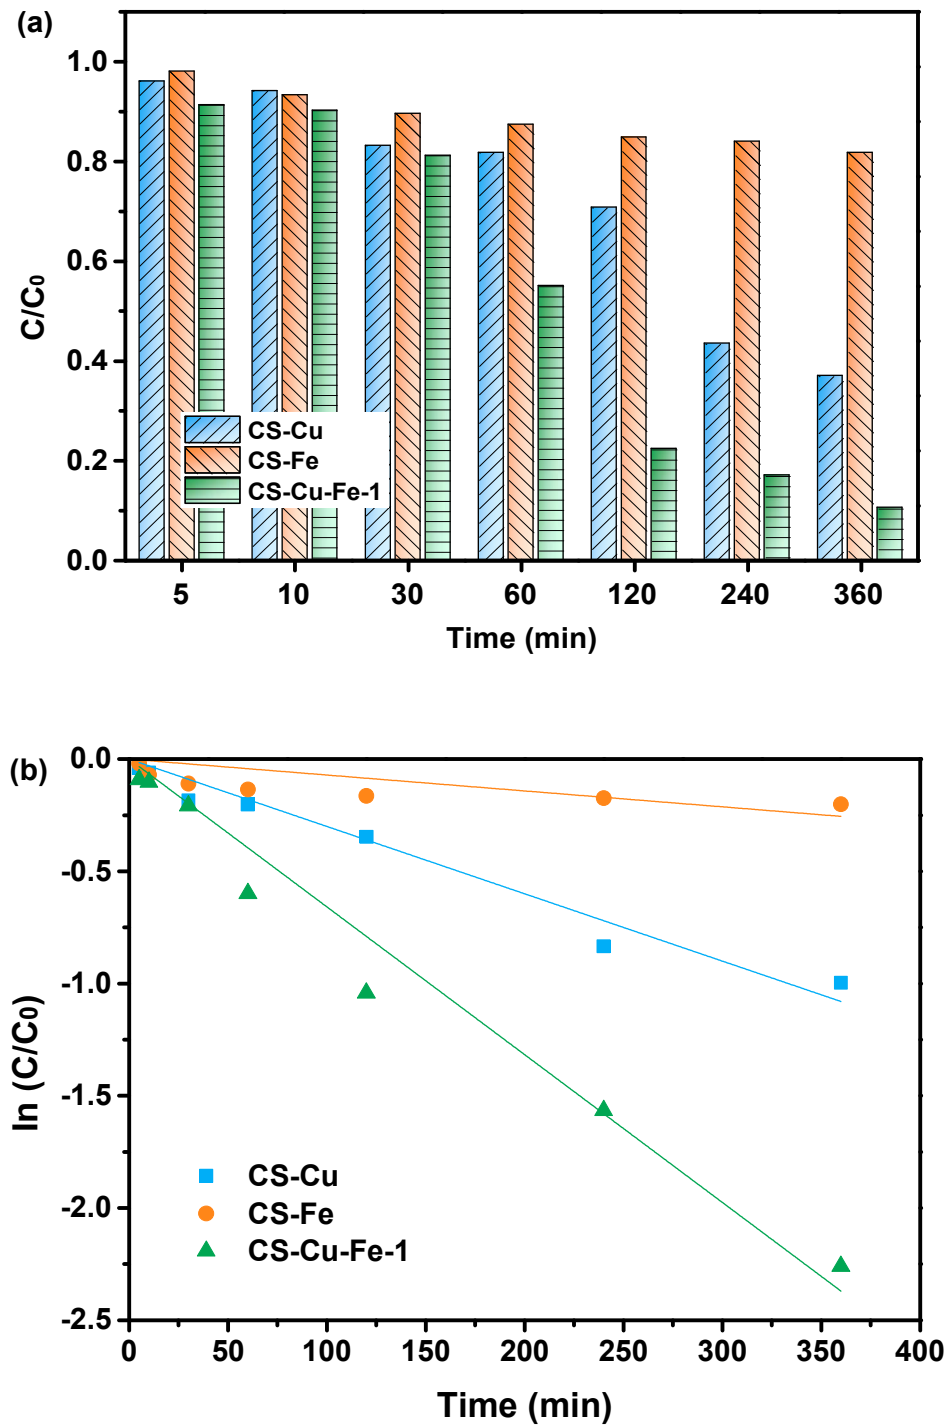 (a)
1.0
0.8
0.6
0.4
0.2
0.0
C/C₀
CS-Cu
CS-Fe
CS-Cu-Fe-1
5 10 30 60 120 240 360
Time (min)
(b)
0.0
-0.5
-1.0
-1.5
-2.0
-2.5
ln (C/C₀)
CS-Cu
CS-Fe
CS-Cu-Fe-1
0 50 100 150 200 250 300 350 400
Time (min)